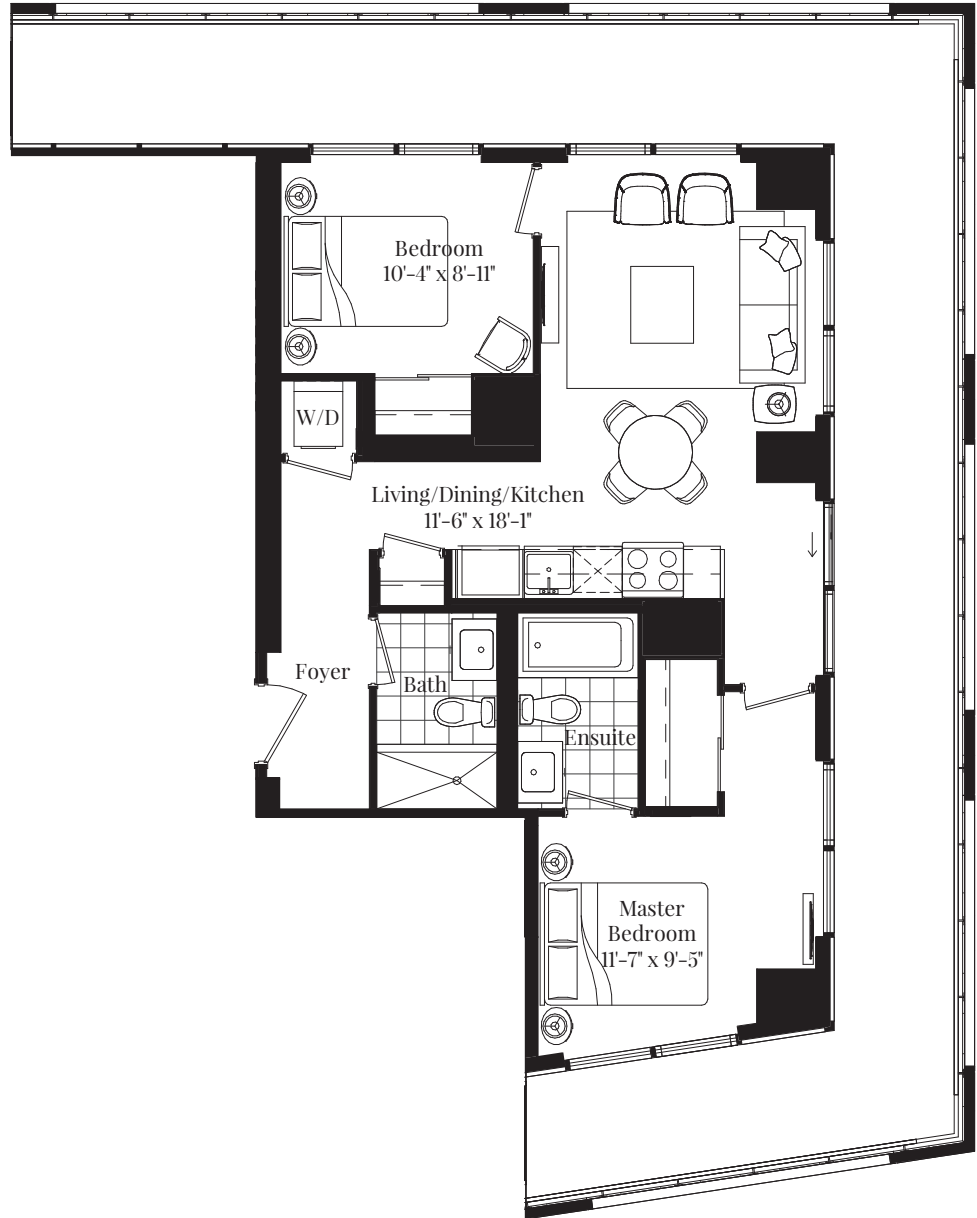 Bedroom
10'-4" x 8'-11"
W/D
Living/Dining/Kitchen
11'-6" x 18'-1"
Foyer
Bath
Ensuite
Master
Bedroom
11'-7" x 9'-5"